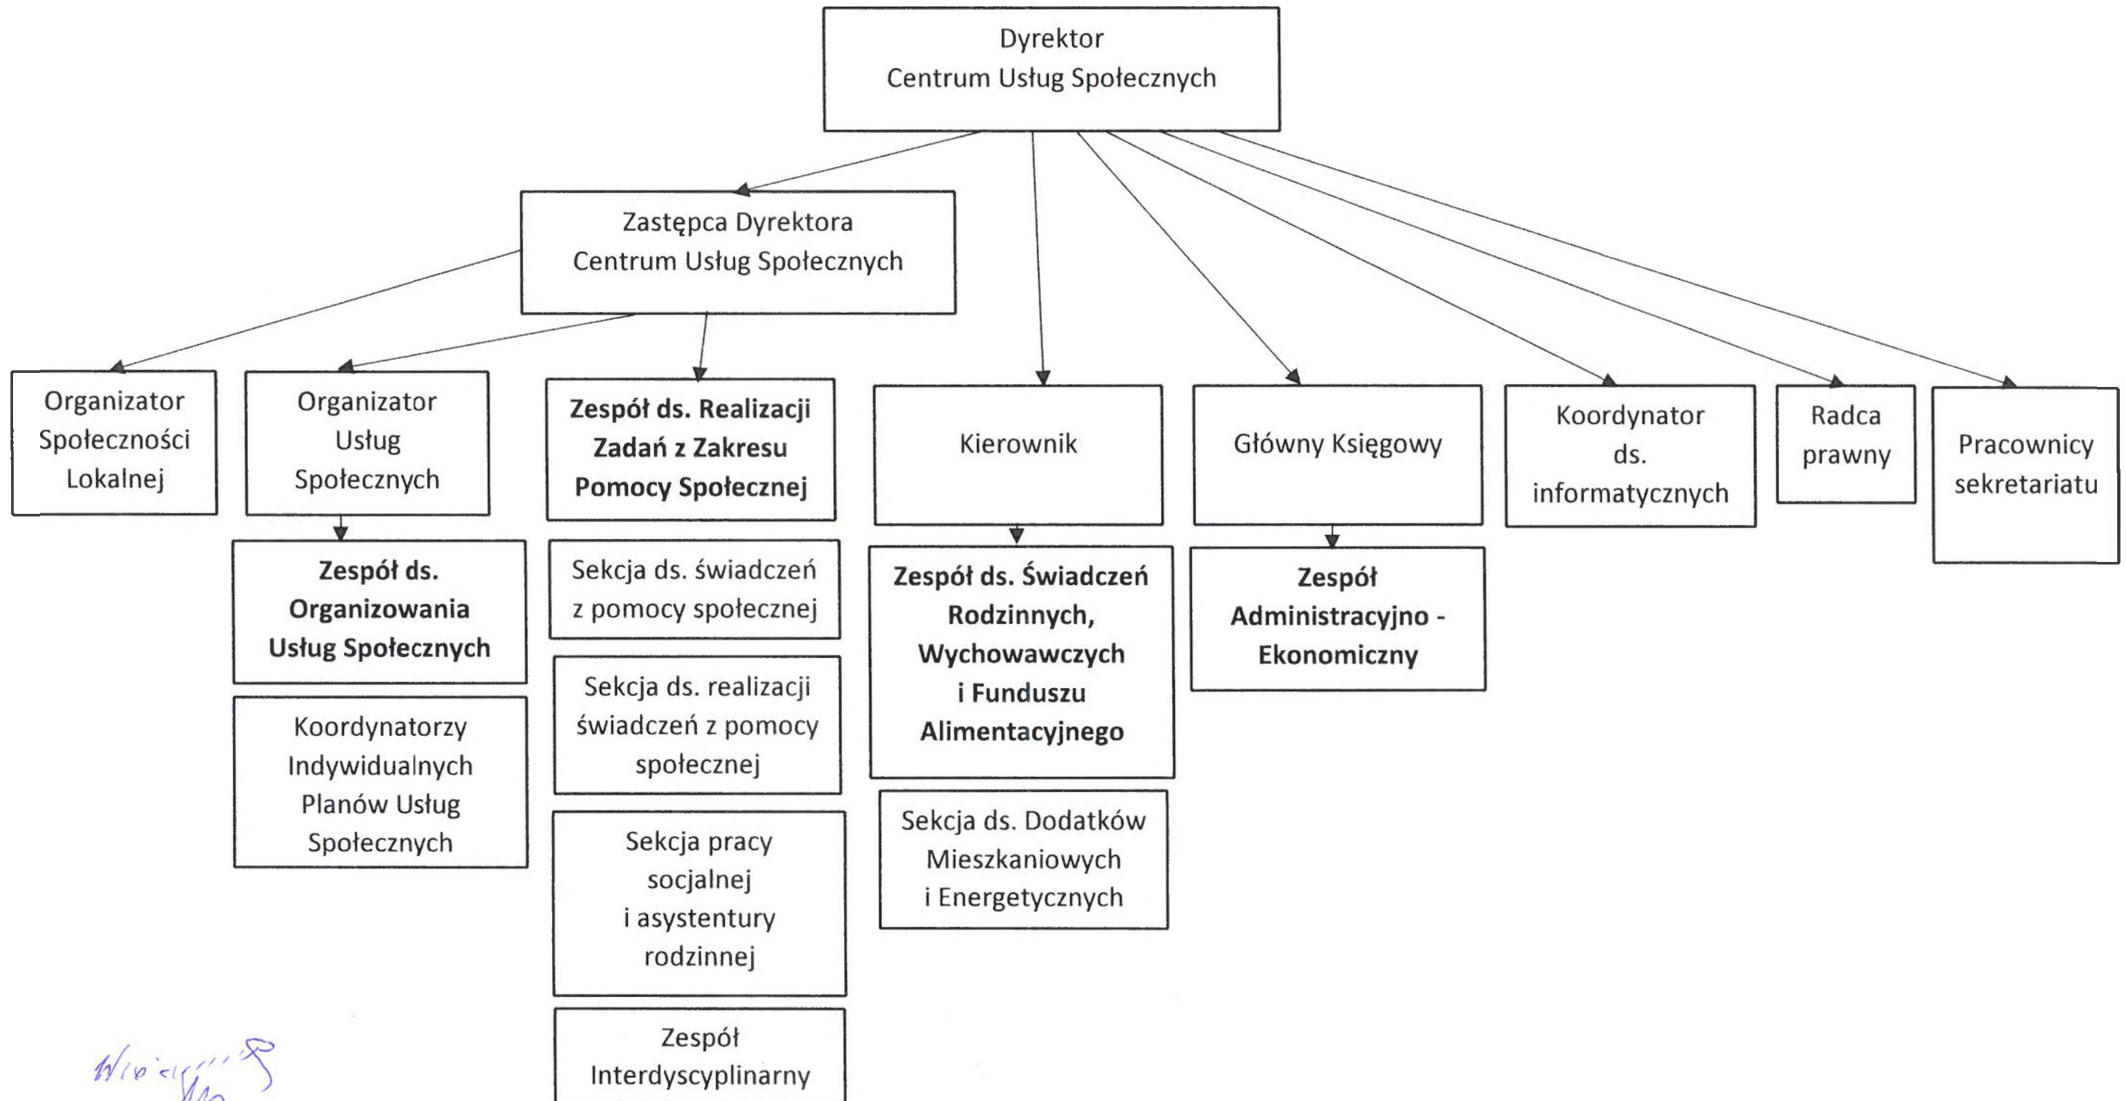 Dyrektor
Centrum Usług Społecznych
Zastępca Dyrektora
Centrum Usług Społecznych
Organizator
Społeczności
Lokalnej
Organizator
Usług
Społecznych
Zespół ds. Realizacji
Zadań z Zakresu
Pomocy Społecznej
Kierownik
Główny Księgowy
Koordynator
ds.
informatycznych
Radca
prawny
Pracownicy
sekretariatu
Zespół ds.
Organizowania
Usług Społecznych
Koordynatorzy
Indywidualnych
Planów Usług
Społecznych
Sekcja ds. świadczeń
z pomocy społecznej
Sekcja ds. realizacji
świadczeń z pomocy
społecznej
Sekcja pracy
socjalnej
i asystentury
rodzinnej
Zespół
Interdyscyplinarny
Zespół ds. Świadczeń
Rodzinnych,
Wychowawczych
i Funduszu
Alimentacyjnego
Sekcja ds. Dodatków
Mieszkaniowych
i Energetycznych
Zespół
Administracyjno -
Ekonomiczny